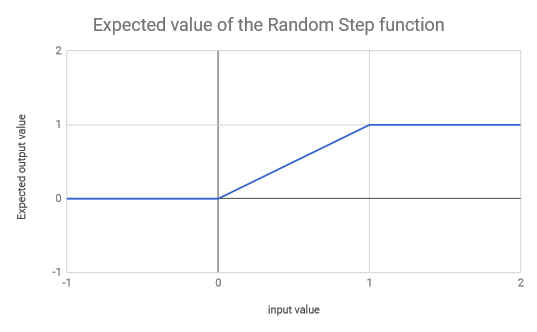 Expected value of the Random Step function
2
1
0
-1
Expected output value
-1 0 1 2
input value